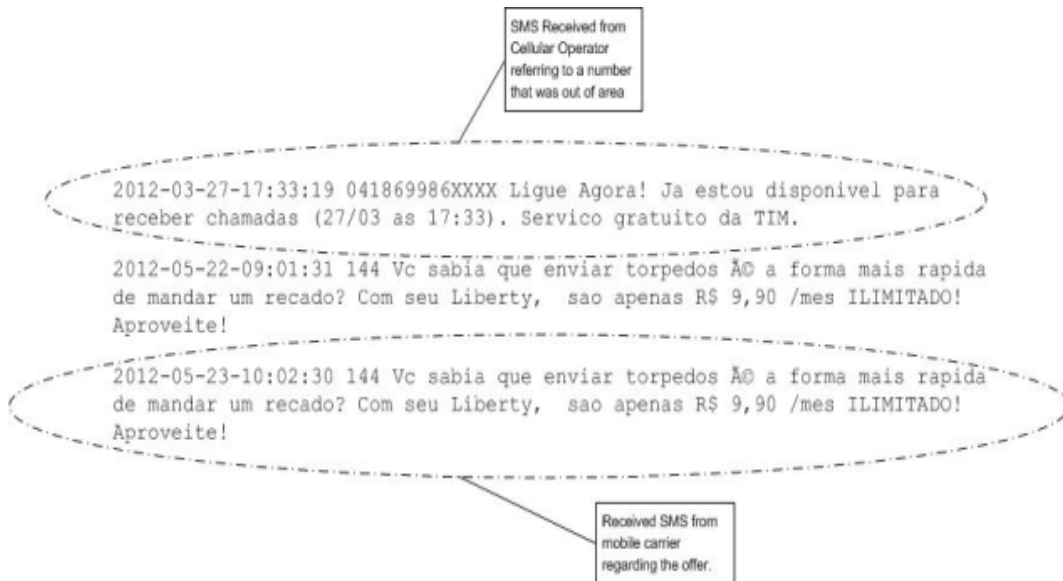 SMS Received from
Cellular Operator
referring to a number
that was out of area
2012-03-27-17:33:19 041869986XXXX Ligue Agora! Ja estou disponivel para
receber chamadas (27/03 as 17:33). Servico gratuito da TIM.
2012-05-22-09:01:31 144 Vc sabia que enviar torpedos Ã© a forma mais rapida
de mandar um recado? Com seu Liberty, sao apenas R$ 9,90 /mes ILIMITADO!
Aproveite!
2012-05-23-10:02:30 144 Vc sabia que enviar torpedos Ã© a forma mais rapida
de mandar um recado? Com seu Liberty, sao apenas R$ 9,90 /mes ILIMITADO!
Aproveite!
Received SMS from
mobile carrier
regarding the offer.